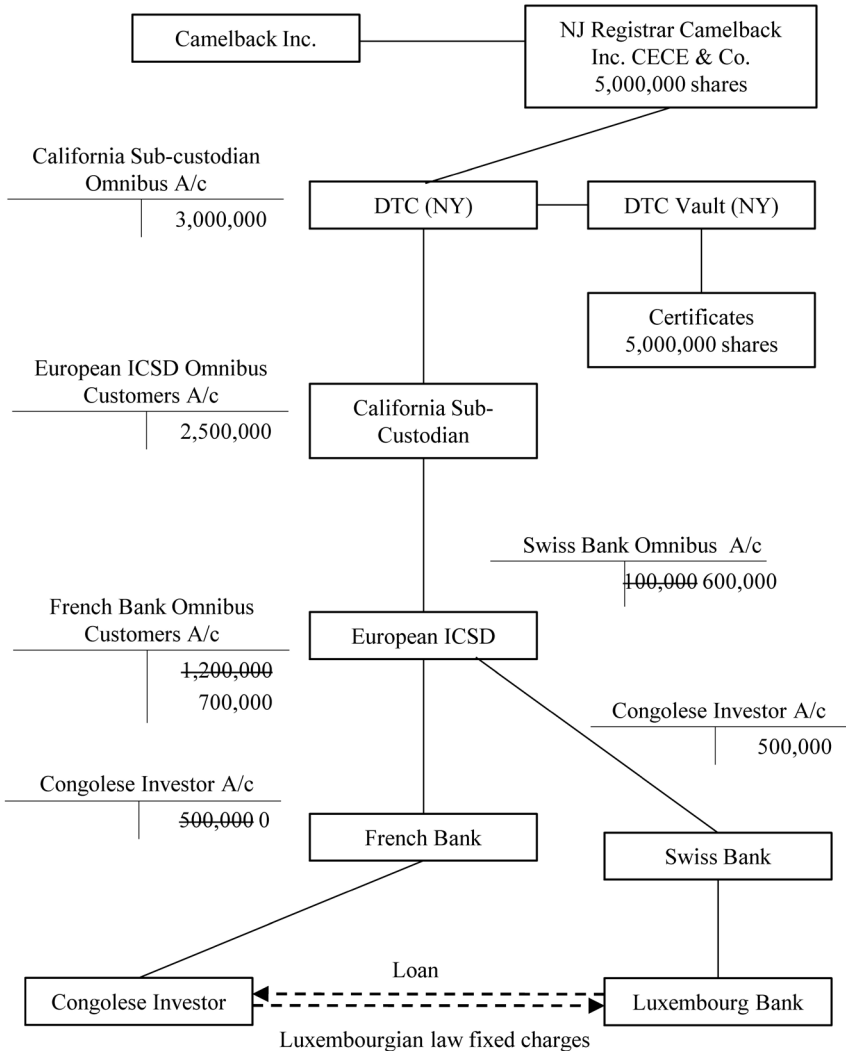 Camelback Inc.
NJ Registrar Camelback
Inc. CECE & Co.
5,000,000 shares
California Sub-custodian
Omnibus A/c
3,000,000
DTC (NY)
DTC Vault (NY)
Certificates
5,000,000 shares
European ICSD Omnibus
Customers A/c
2,500,000
California Sub-
Custodian
Swiss Bank Omnibus A/c
100,000 600,000
French Bank Omnibus
Customers A/c
1,200,000
700,000
European ICSD
Congolese Investor A/c
500,000
Congolese Investor A/c
500,000 0
French Bank
Swiss Bank
Loan
Congolese Investor
Luxembourg Bank
Luxembourgian law fixed charges